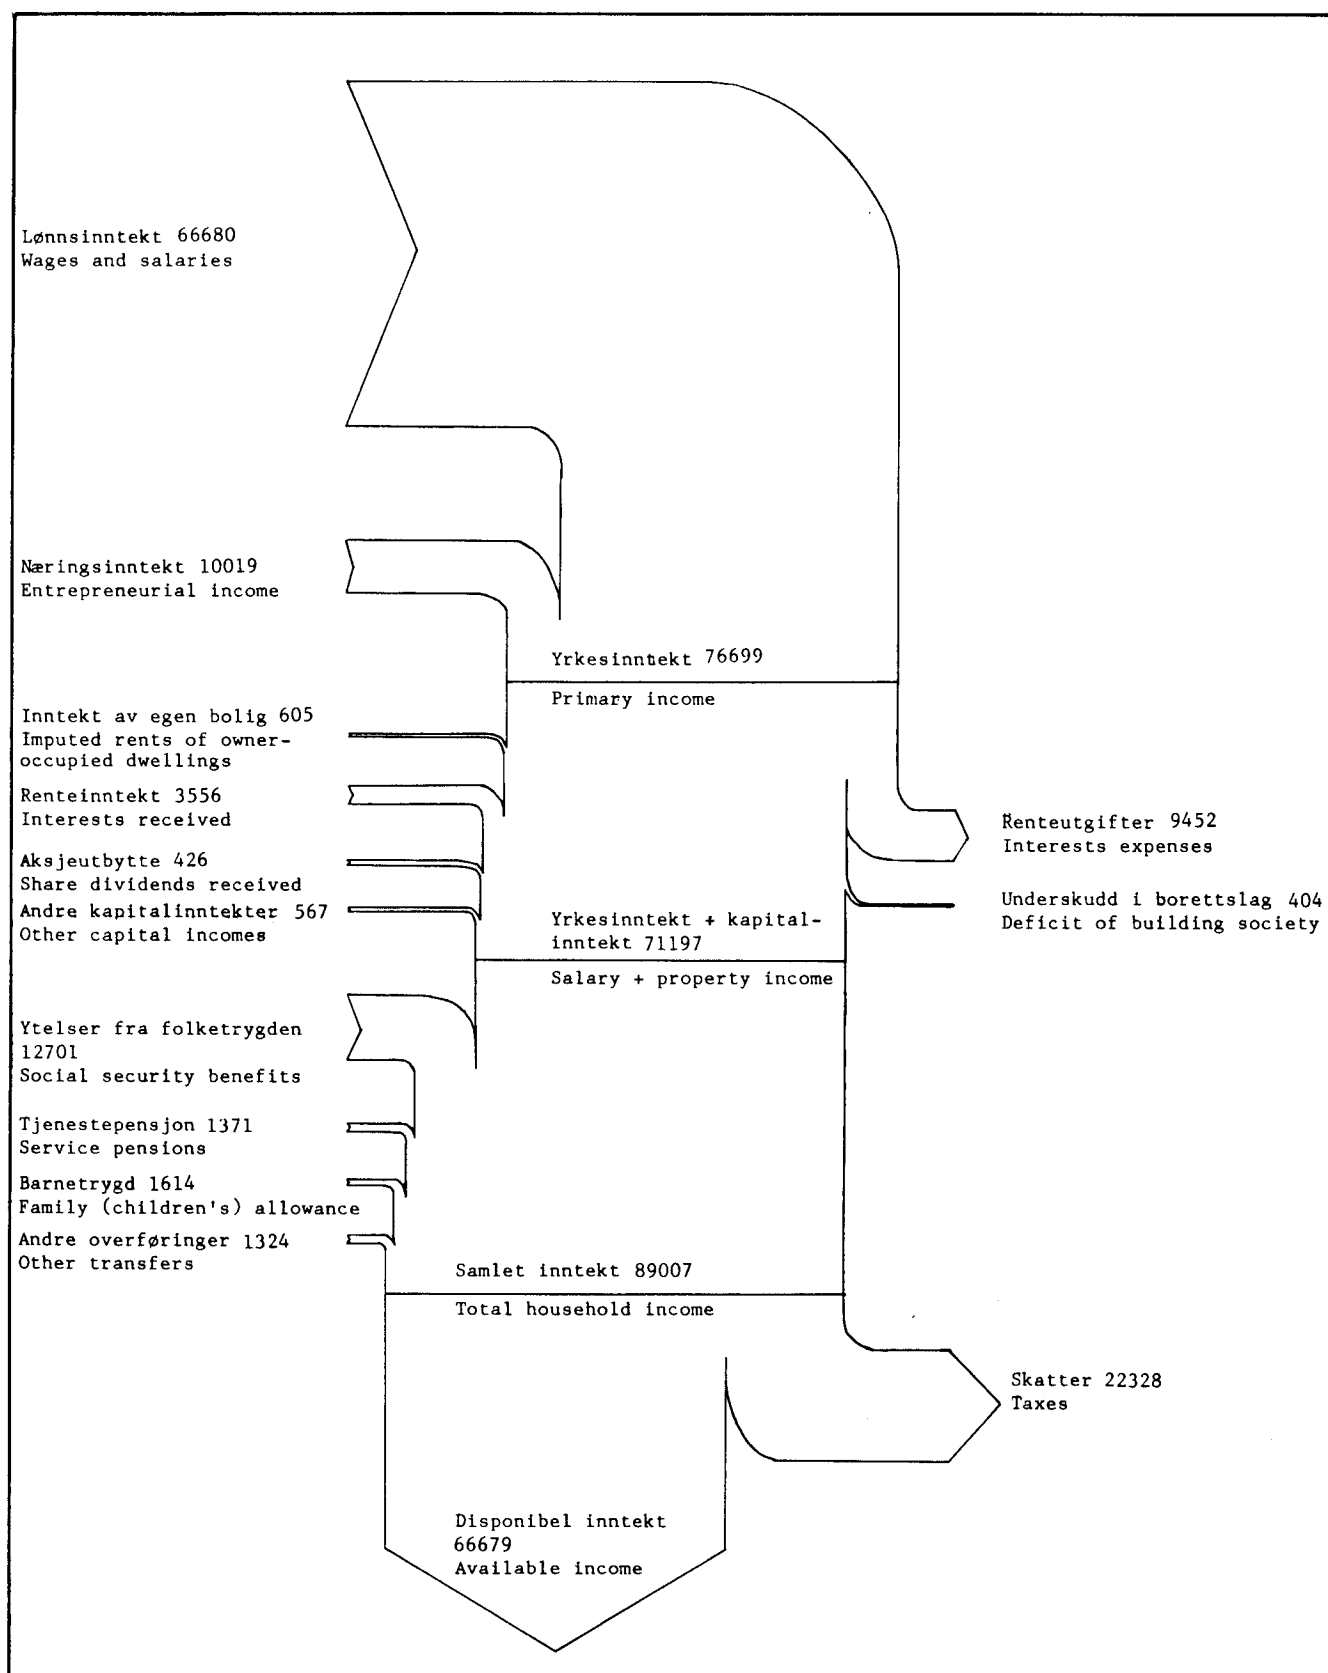 Lønnsinntekt 66680
Wages and salaries
Næringsinntekt 10019
Entrepreneurial income
Yrkesinntekt 76699
Primary income
Inntekt av egen bolig 605
Imputed rents of owner-
occupied dwellings
Renteinntekt 3556
Interests received
Renteutgifter 9452
Interests expenses
Aksjeutbytte 426
Share dividends received
Andre kapitalinntekter 567
Other capital incomes
Underskudd i borettslag 404
Deficit of building society
Yrkesinntekt + kapital-
inntekt 71197
Salary + property income
Ytelser fra folketrygden
12701
Social security benefits
Tjenestepensjon 1371
Service pensions
Barnetrygd 1614
Family (children's) allowance
Andre overføringer 1324
Other transfers
Samlet inntekt 89007
Total household income
Skatter 22328
Taxes
Disponibel inntekt
66679
Available income